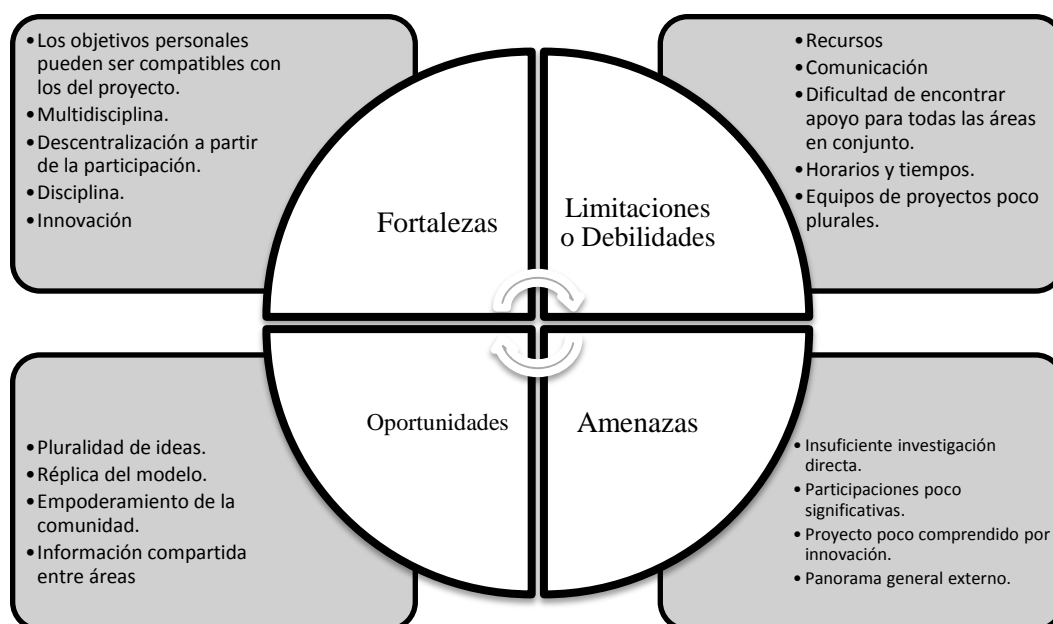 •Los objetivos personales
pueden ser compatibles con
los del proyecto.
•Multidisciplina.
•Descentralización a partir
de la participación.
•Disciplina.
•Innovación
Fortalezas
•Recursos
•Comunicación
•Dificultad de encontrar
apoyo para todas las áreas
en conjunto.
•Horarios y tiempos.
•Equipos de proyectos poco
plurales.
Limitaciones
o Debilidades
•Pluralidad de ideas.
•Réplica del modelo.
•Empoderamiento de la
comunidad.
•Información compartida
entre áreas
Oportunidades
Amenazas
•Insuficiente investigación
directa.
•Participaciones poco
significativas.
•Proyecto poco comprendido por
innovación.
•Panorama general externo.